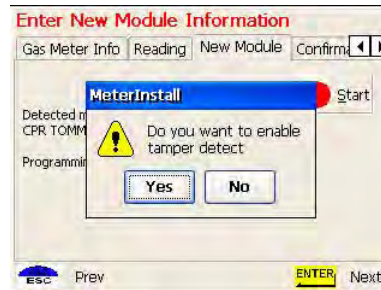 Enter New Module Information
Gas Meter Info Reading New Module Confirma
MeterInstall
Start
Detected
CPR TOMM
Do you want to enable
tamper detect
Programmin
Yes No
ESC Prev ENTER Next